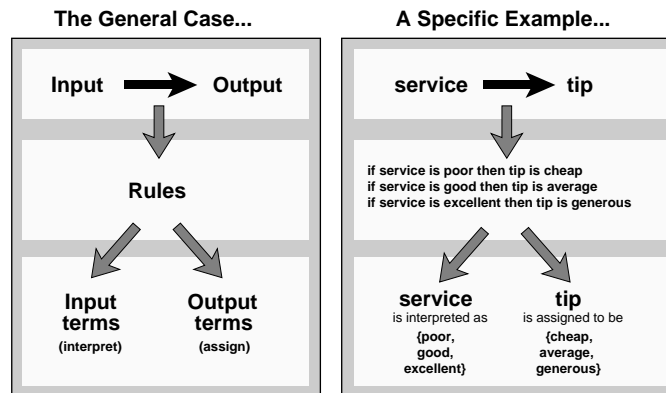 The General Case...
Input
Output
Rules
Input
terms
(interpret)
Output
terms
(assign)
A Specific Example...
service
tip
if service is poor then tip is cheap
if service is good then tip is average
if service is excellent then tip is generous
service
is interpreted as
{poor,
good,
excellent}
tip
is assigned to be
{cheap,
average,
generous}